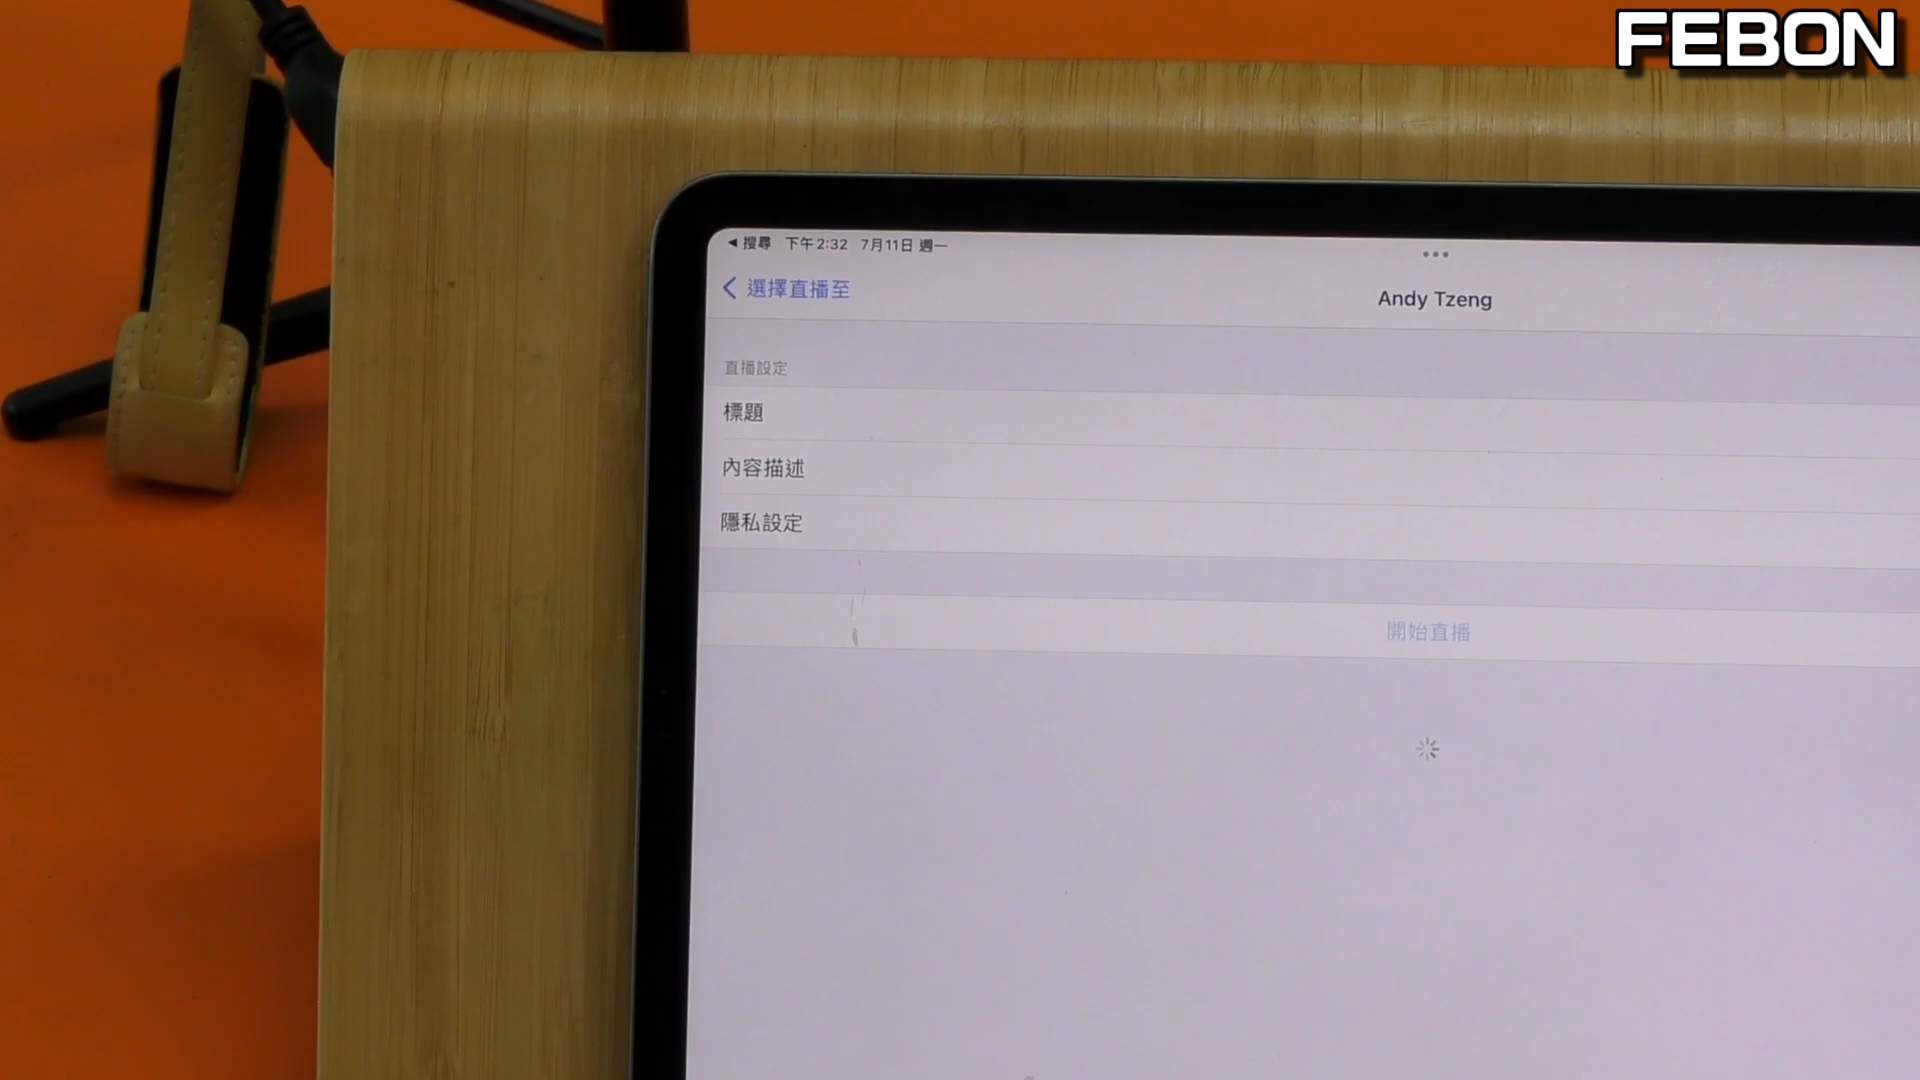 FEBON
◀ 搜尋 下午2:32 7月11日 週一
選擇直播至
Andy Tzeng
直播設定
標題
內容描述
隱私設定
開始直播